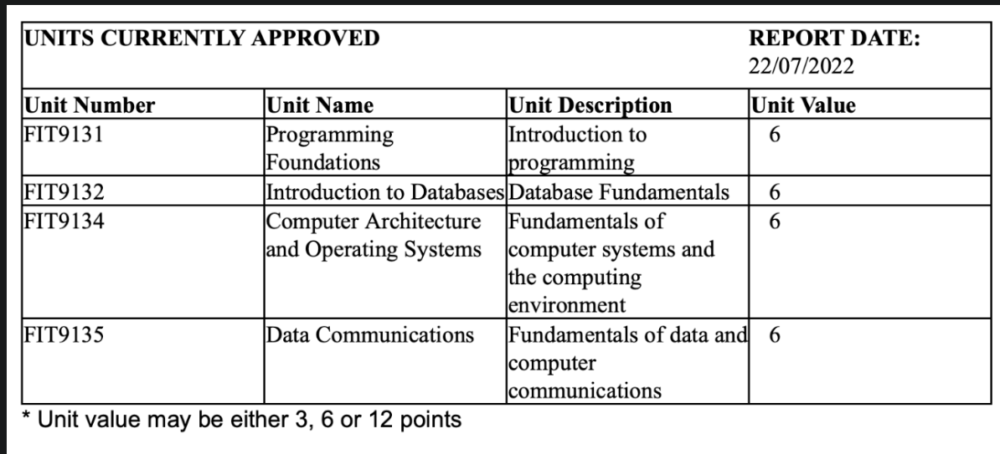 UNITS CURRENTLY APPROVED REPORT DATE:
22/07/2022
Unit Number Unit Name Unit Description Unit Value
FIT9131 Programming Introduction to 6
Foundations programming
FIT9132 Introduction to Databases Database Fundamentals 6
FIT9134 Computer Architecture Fundamentals of 6
and Operating Systems computer systems and
the computing
environment
FIT9135 Data Communications Fundamentals of data and 6
computer
communications
* Unit value may be either 3, 6 or 12 points